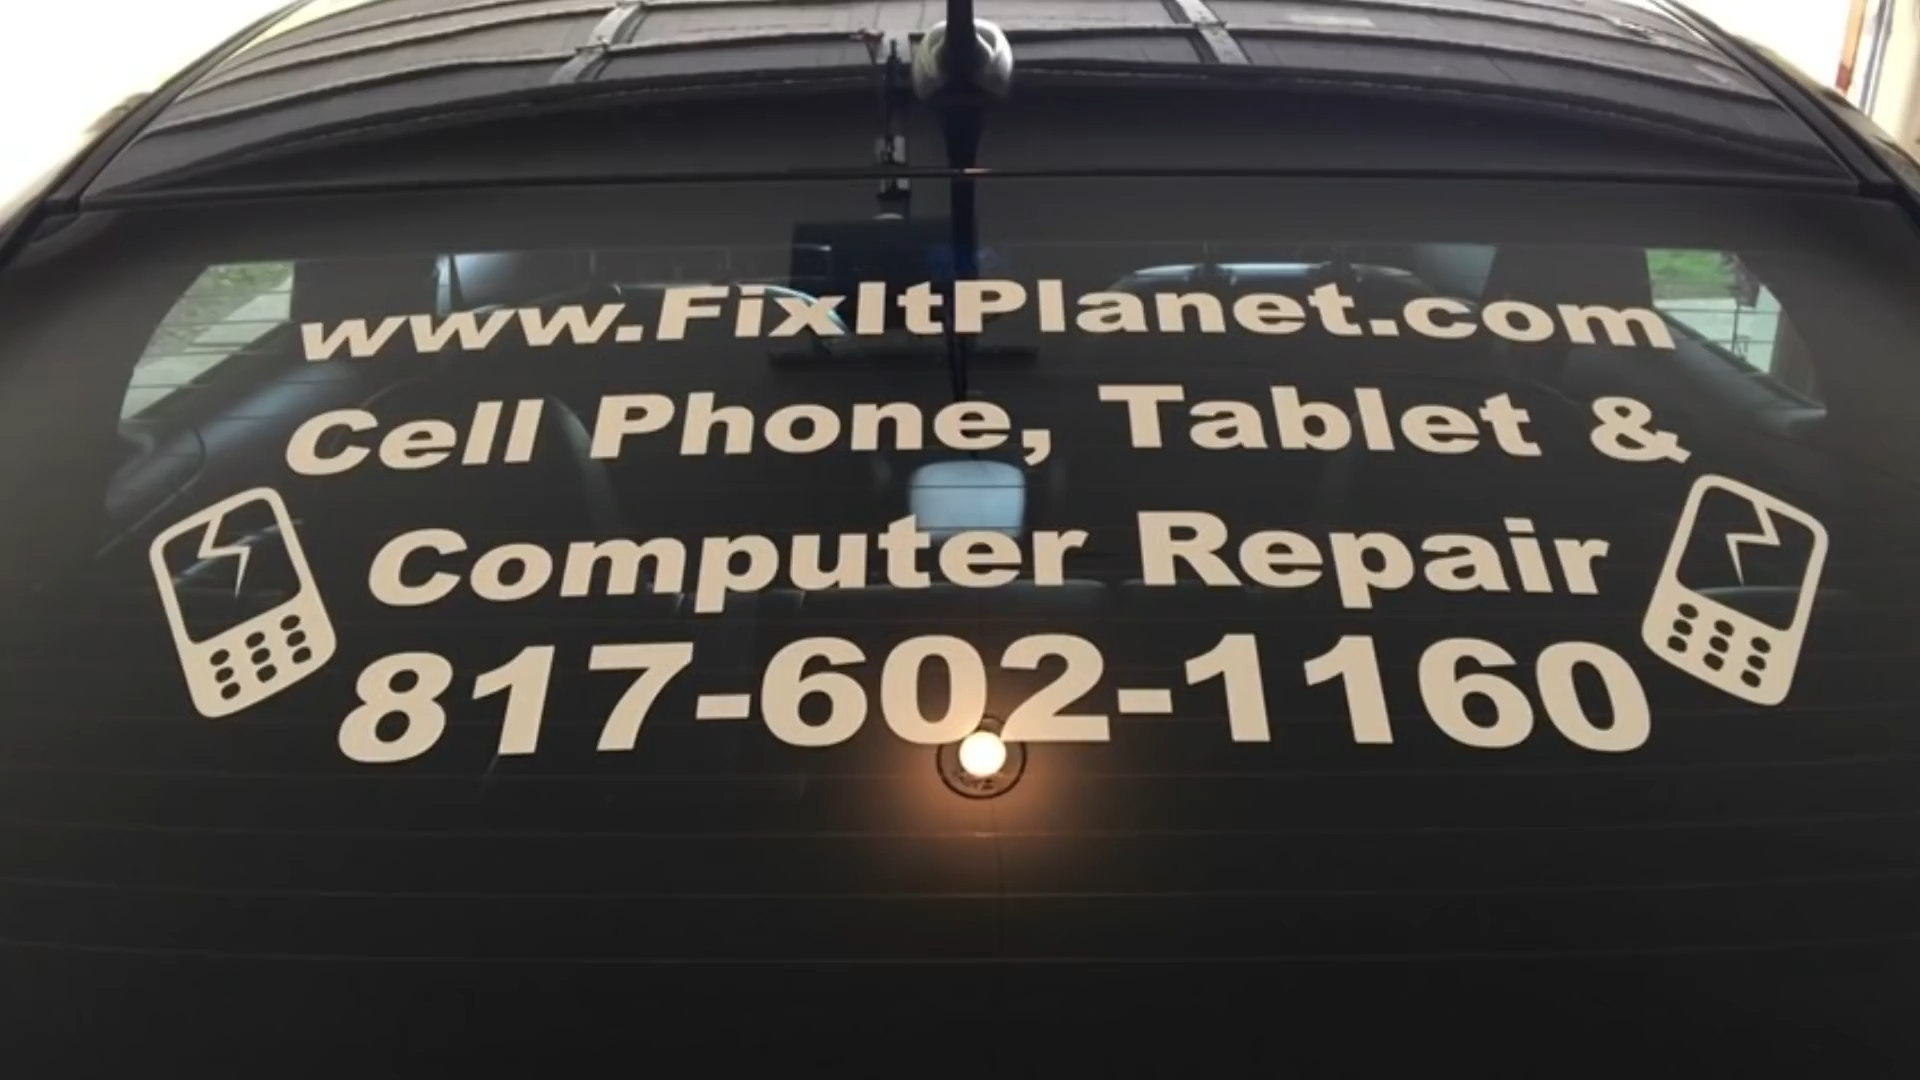 www.FixItPlanet.com
Cell Phone, Tablet &
Computer Repair
817-602-1160